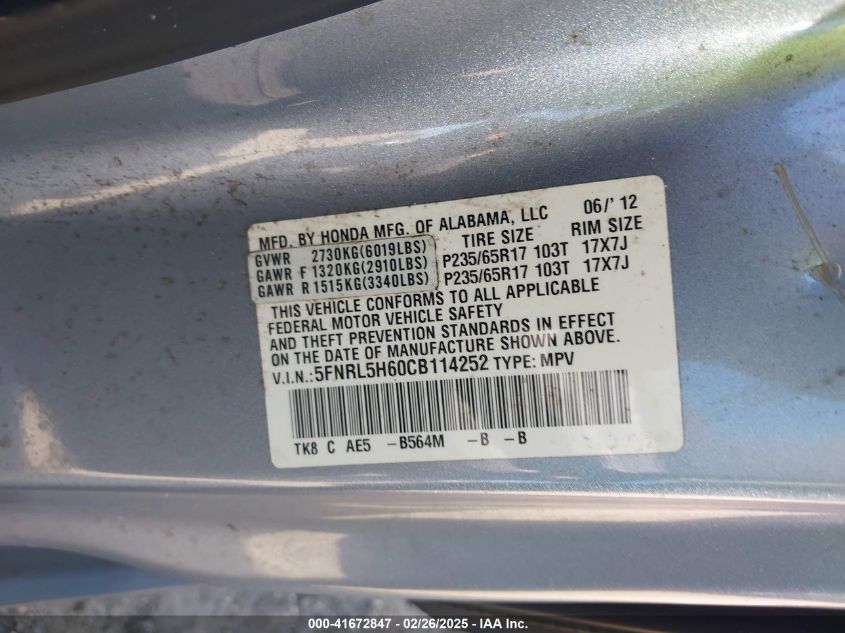 MFD. BY HONDA MFG. OF ALABAMA, LLC 06/'12
GVWR 2730KG(6019LBS) TIRE SIZE RIM SIZE
GAWR F 1320KG(2910LBS) P235/65R17 103T 17X7J
GAWR R 1515KG(3340LBS) P235/65R17 103T 17X7J
THIS VEHICLE CONFORMS TO ALL APPLICABLE
FEDERAL MOTOR VEHICLE SAFETY
AND THEFT PREVENTION STANDARDS IN EFFECT
ON THE DATE OF MANUFACTURE SHOWN ABOVE.
V.I.N.:5FNRL5H60CB114252 TYPE: MPV
TK8 C AE5 -B564M -B -B
000-41672847 - 02/26/2025 - IAAI Inc.